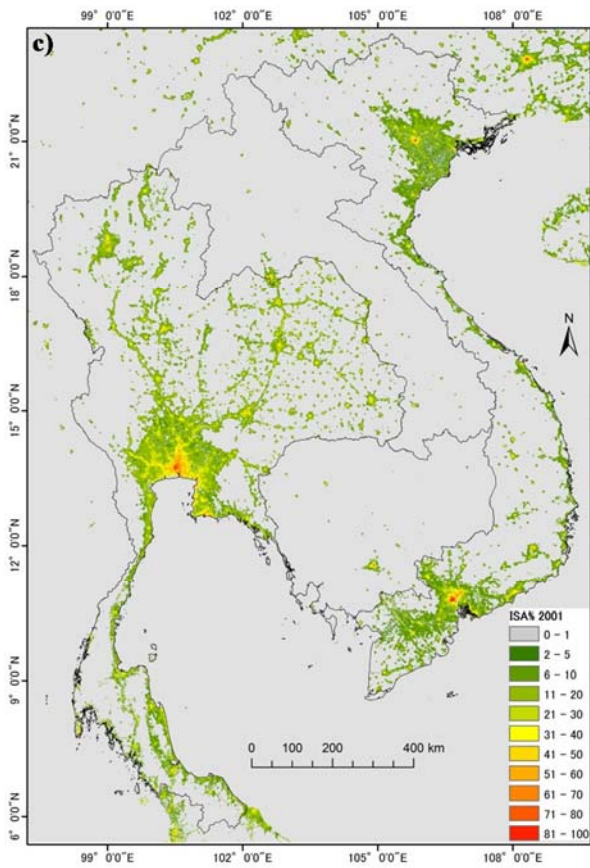 99° 0'0"E 102° 0'0"E 105° 0'0"E 108° 0'0"E
c)
21° 0'0"N
18° 0'0"N
15° 0'0"N
12° 0'0"N
9° 0'0"N
6° 0'0"N
N
ISA% 2001
0 - 1
2 - 5
6 - 10
11 - 20
21 - 30
31 - 40
41 - 50
51 - 60
61 - 70
71 - 80
81 - 100
0 100 200 400 km
99° 0'0"E 102° 0'0"E 105° 0'0"E 108° 0'0"E